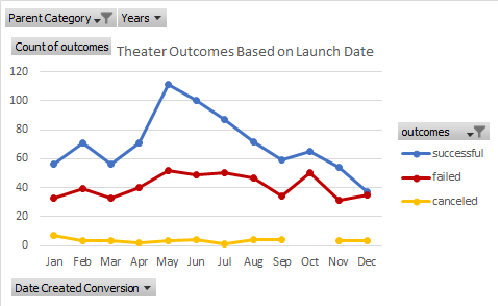 Parent Category Years
Count of outcomes
Theater Outcomes Based on Launch Date
120
100
80
60
40
20
0
Jan Feb Mar Apr May Jun Jul Aug Sep Oct Nov Dec
outcomes
successful
failed
cancelled
Date Created Conversion